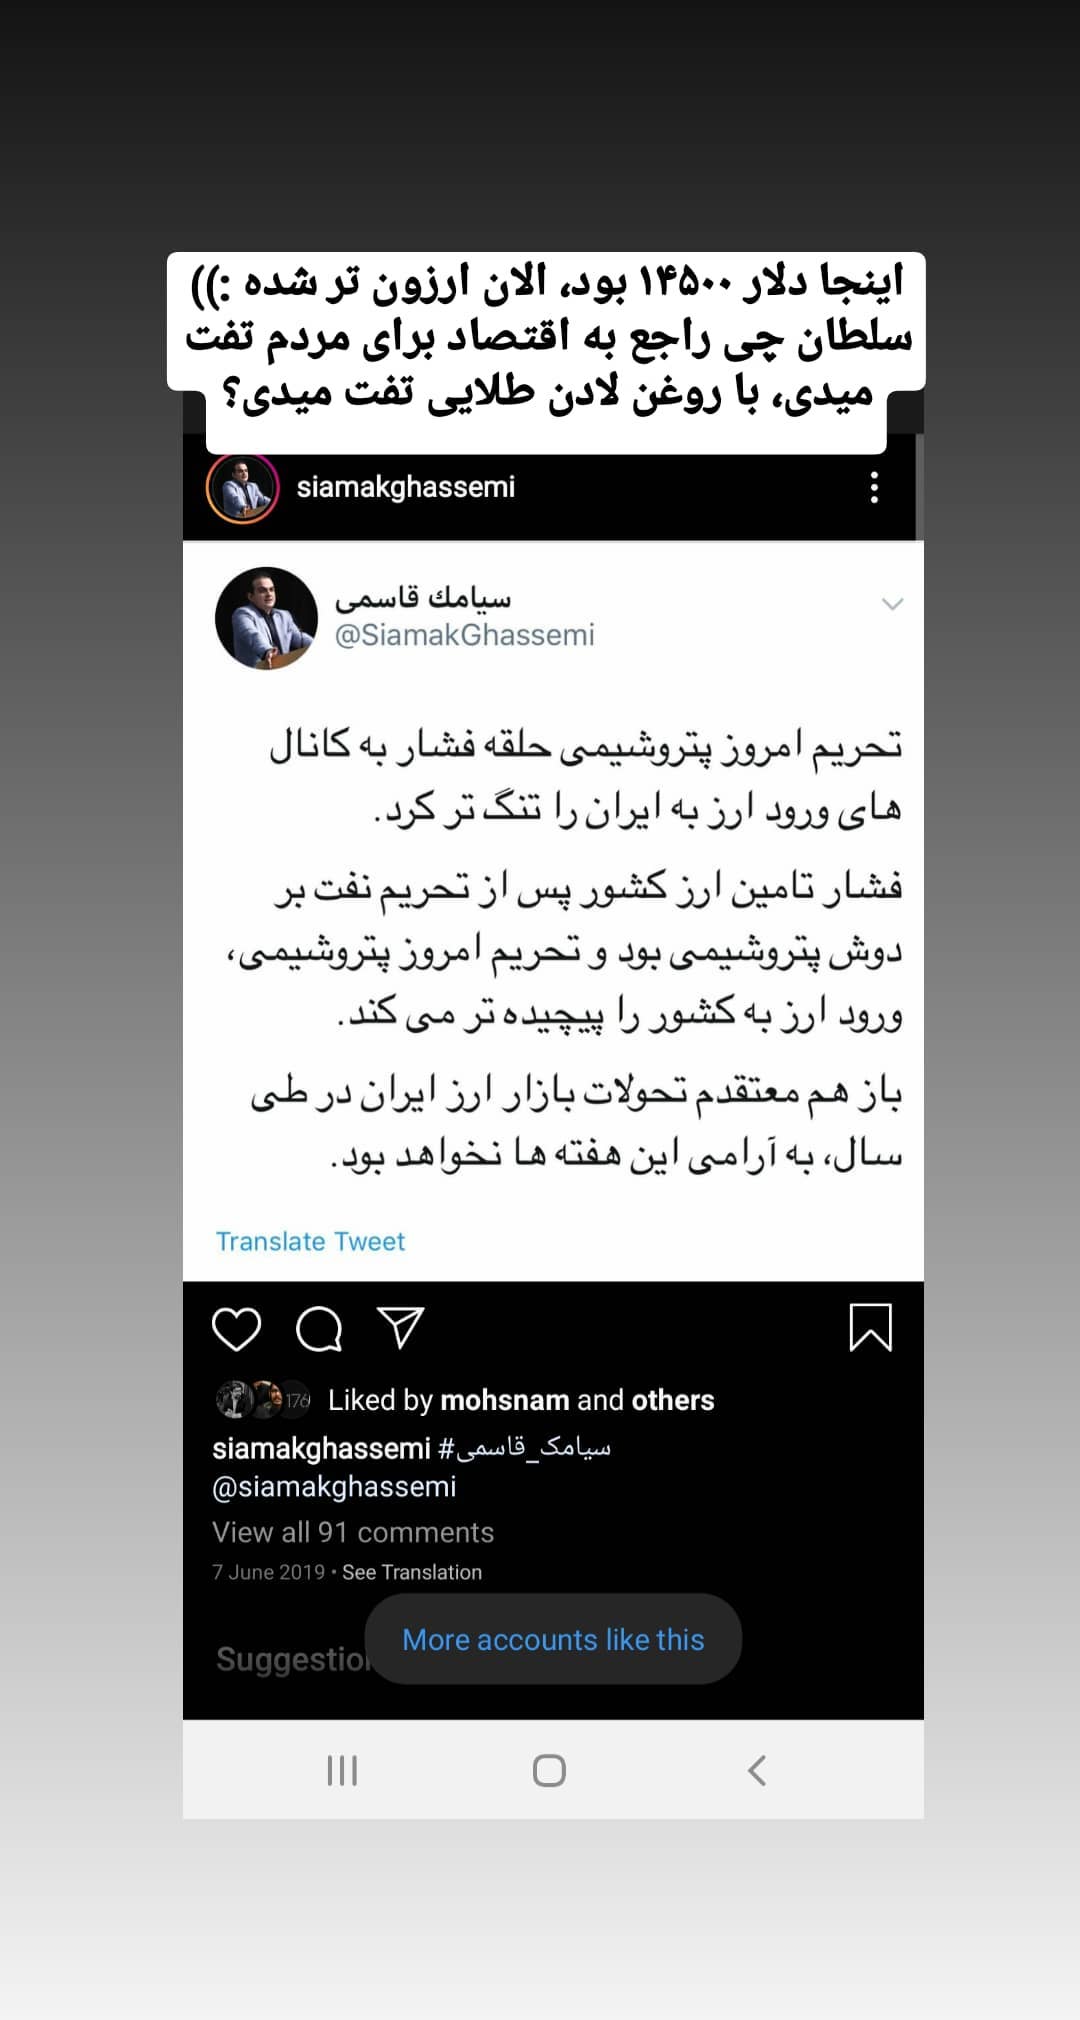 اینجا دلار ۱۴۵۰۰ بود، الان ارزون تر شده :))
سلطان چی راجع به اقتصاد برای مردم تفت
میدی، با روغن لادن طلایی تفت میدی؟
siamakghassemi
سيامك قاسمى
@SiamakGhassemi
تحریم امروز پتروشیمی حلقه فشار به کانال
های ورود ارز به ایران را تنگ تر کرد.
فشار تامین ارز کشور پس از تحریم نفت بر
دوش پتروشیمی بود و تحریم امروز پتروشیمی،
ورود ارز به کشور را پیچیده تر می کند.
باز هم معتقدم تحولات بازار ارز ایران در طی
سال، به آرامی این هفته ها نخواهد بود.
Translate Tweet
176 Liked by mohsnam and others
siamakghassemi #سیامک_قاسمی
@siamakghassemi
View all 91 comments
7 June 2019 • See Translation
More accounts like this